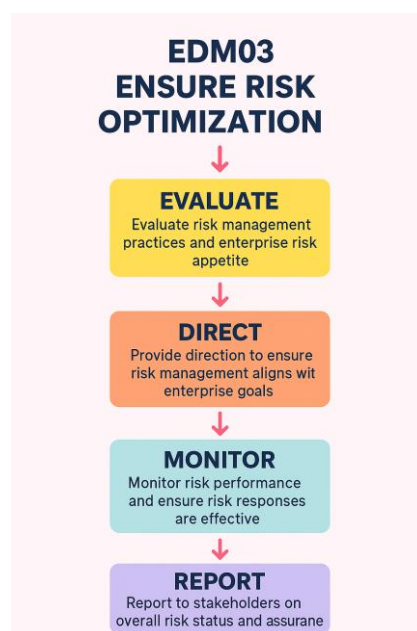 EDM03
ENSURE RISK
OPTIMIZATION
EVALUATE
Evaluate risk management
practices and enterprise risk
appetite
DIRECT
Provide direction to ensure
risk management aligns wit
enterprise goals
MONITOR
Monitor risk performance
and ensure risk responses
are effective
REPORT
Report to stakeholders on
overall risk status and assurane